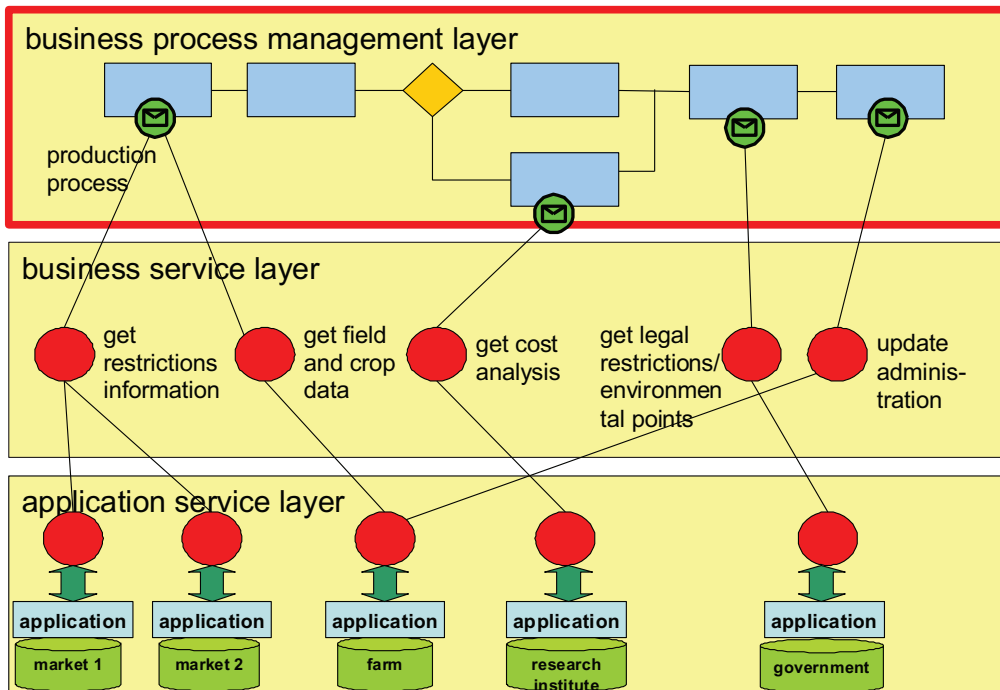 business process management layer
production
process
business service layer
get
restrictions
information
get field
and crop
data
get cost
analysis
get legal
restrictions/
environmen
tal points
update
adminis-
tration
application service layer
application
application
application
application
application
market 1
market 2
farm
research
institute
government